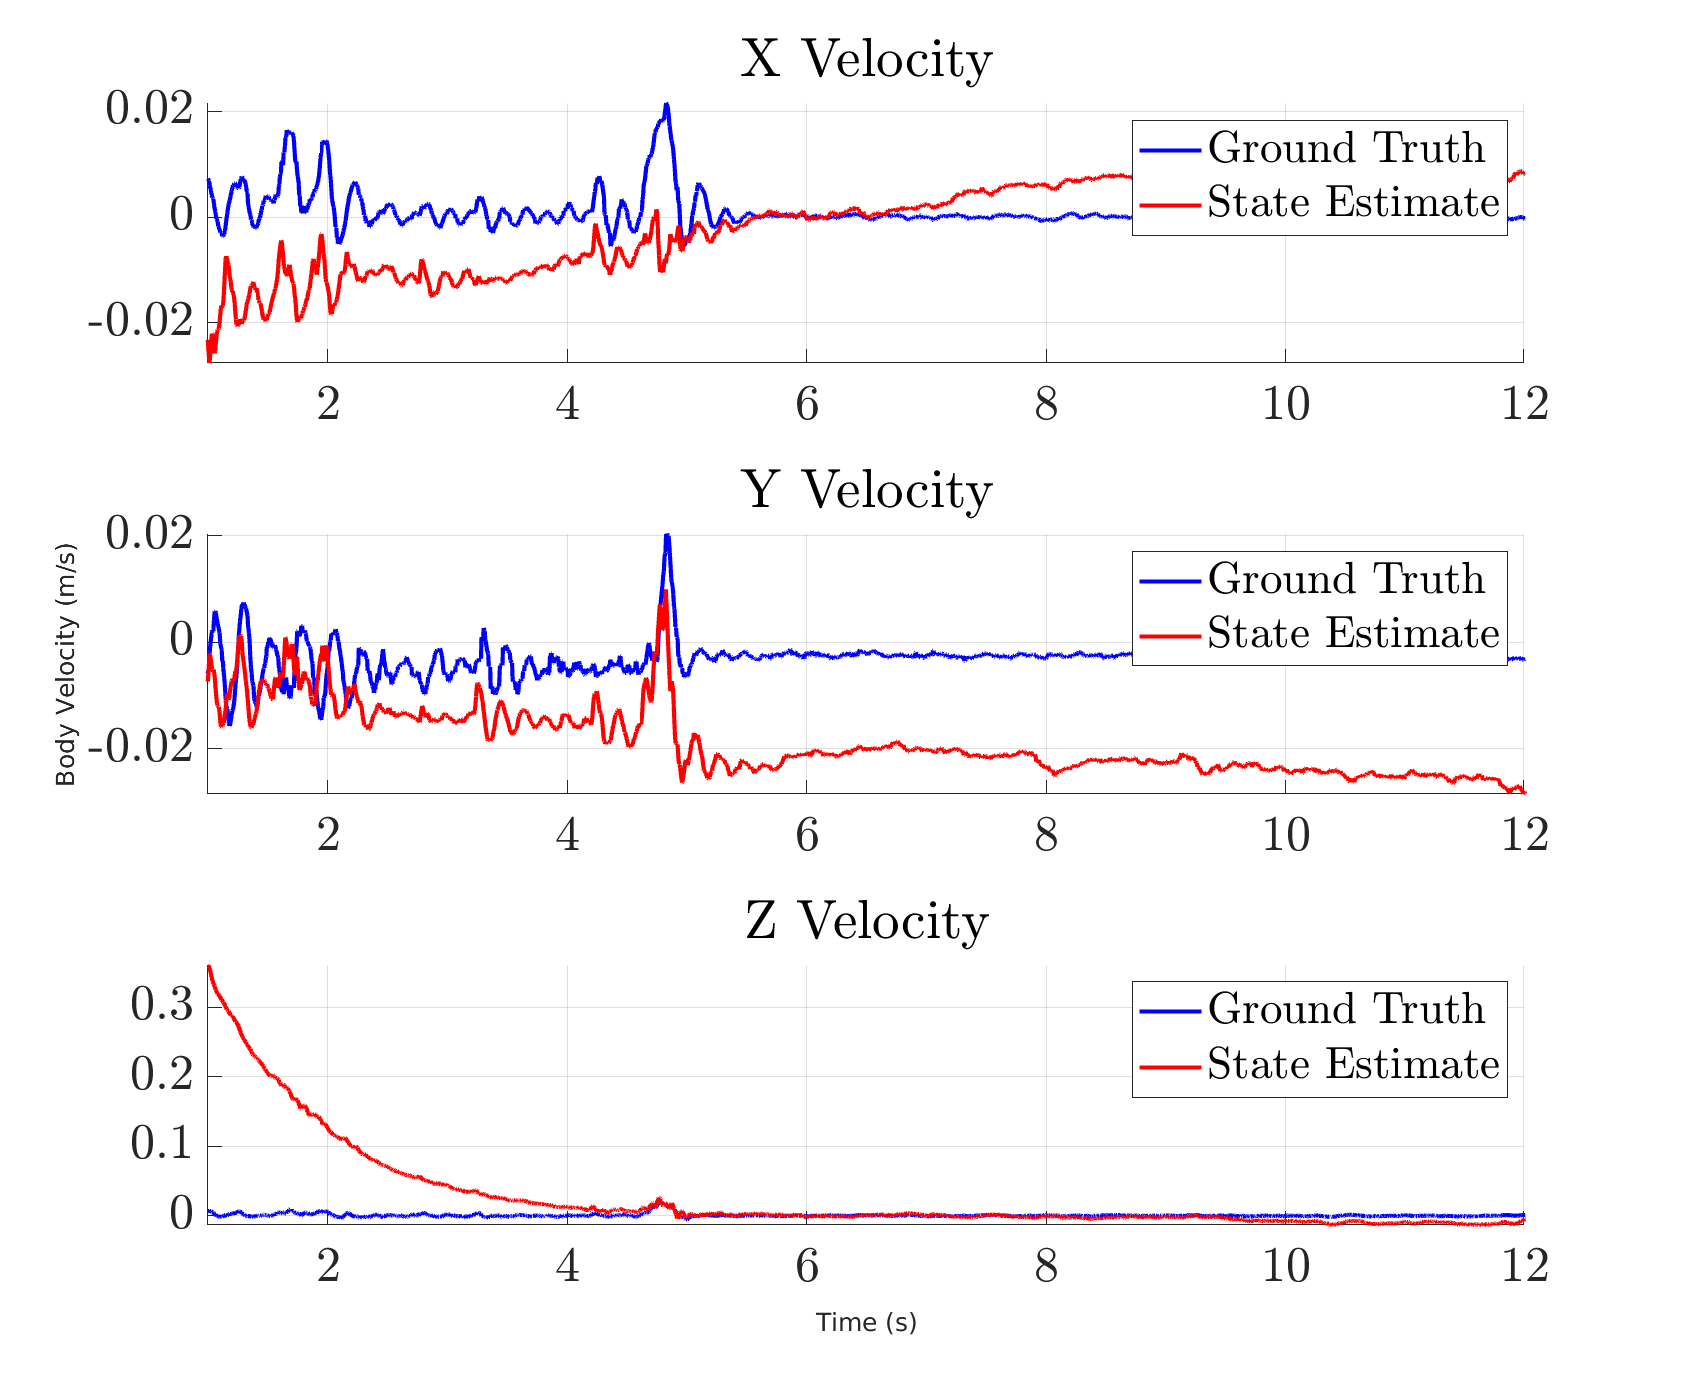 X Velocity
0.02
0
-0.02
Ground Truth
State Estimate
2 4 6 8 10 12
Y Velocity
Body Velocity (m/s)
0.02
0
-0.02
Ground Truth
State Estimate
2 4 6 8 10 12
Z Velocity
0.3
0.2
0.1
0
Ground Truth
State Estimate
2 4 6 8 10 12
Time (s)